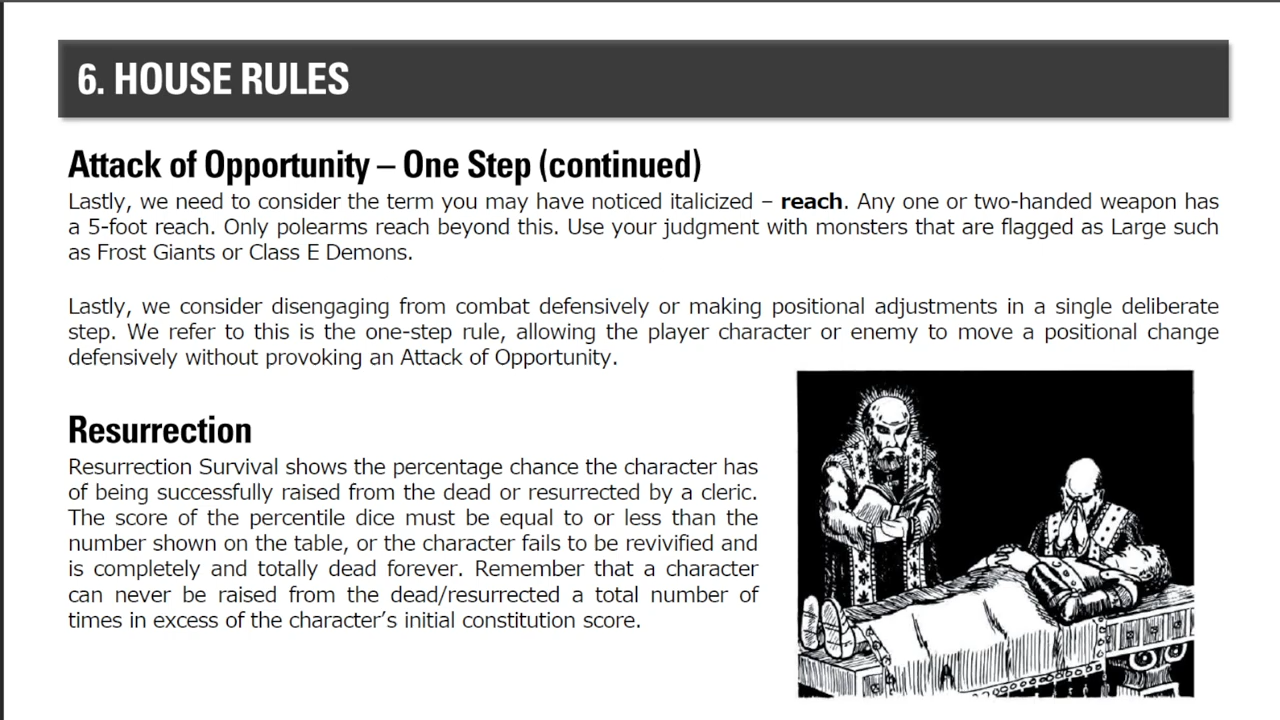 6. HOUSE RULES
Attack of Opportunity – One Step (continued)
Lastly, we need to consider the term you may have noticed italicized – reach. Any one or two-handed weapon has
a 5-foot reach. Only polearms reach beyond this. Use your judgment with monsters that are flagged as Large such
as Frost Giants or Class E Demons.
Lastly, we consider disengaging from combat defensively or making positional adjustments in a single deliberate
step. We refer to this is the one-step rule, allowing the player character or enemy to move a positional change
defensively without provoking an Attack of Opportunity.
Resurrection
Resurrection Survival shows the percentage chance the character has
of being successfully raised from the dead or resurrected by a cleric.
The score of the percentile dice must be equal to or less than the
number shown on the table, or the character fails to be revivified and
is completely and totally dead forever. Remember that a character
can never be raised from the dead/resurrected a total number of
times in excess of the character's initial constitution score.